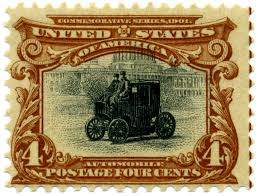 COMMEMORATIVE SERIES, 1901.
UNITED STATES
OF AMERICA
4 4
AUTOMOBILE
POSTAGE FOUR CENTS